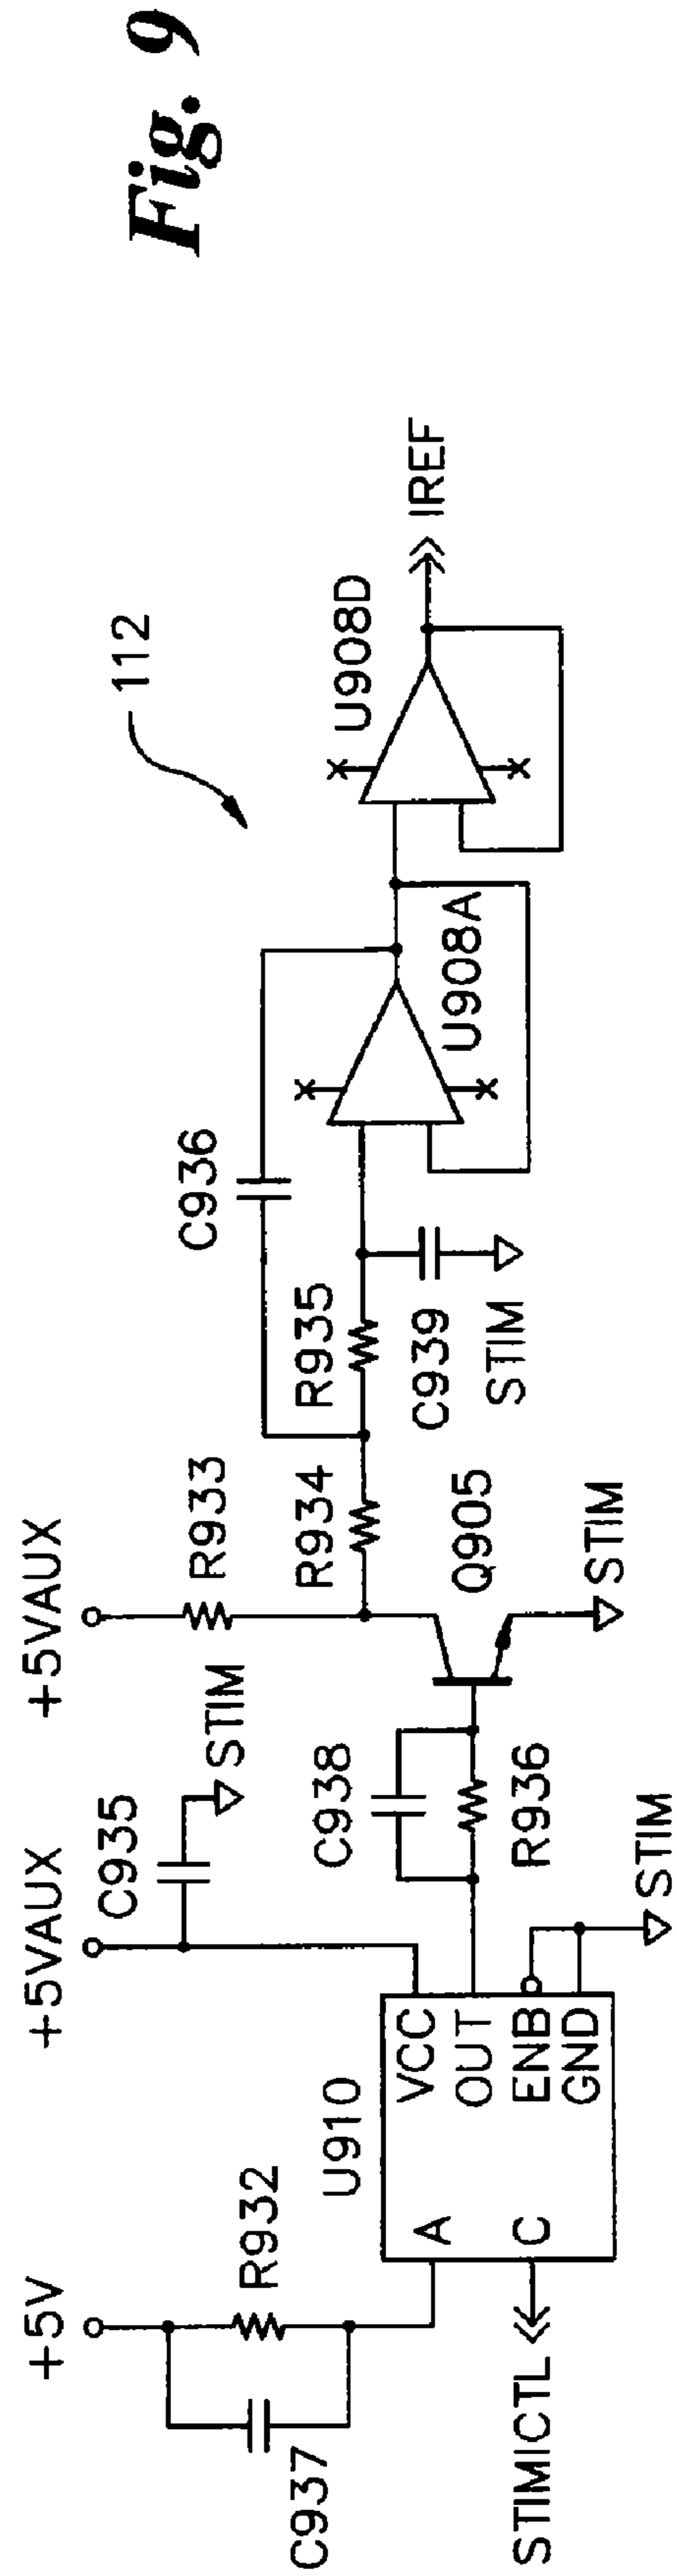 Fig. 9
112
+5V
+5VAUX
+5VAUX
C935
STIM
R933
C936
R932
C937
U910
A
C
VCC
OUT
ENB
GND
STIMICTL
STIM
C938
R936
Q905
STIM
R934
R935
C939
STIM
U908A
U908D
IREF